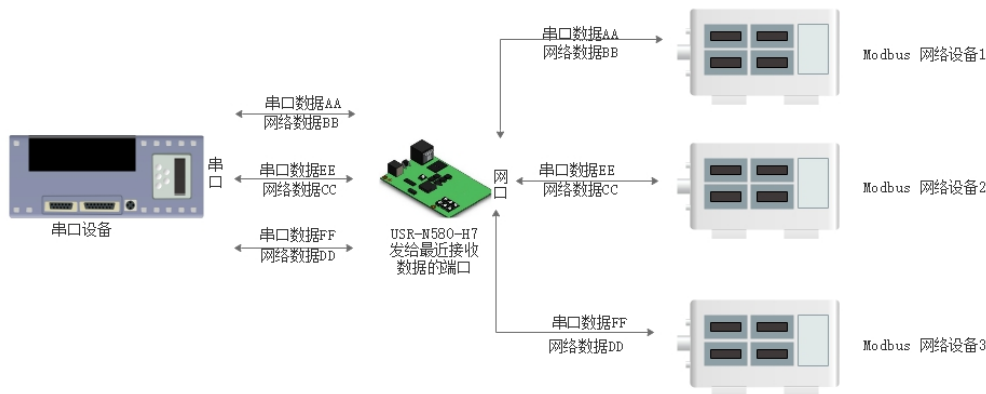 串口数据AA
网络数据BB
Modbus 网络设备1
串口数据AA
网络数据BB
串口
串口数据EE
网络数据CC
网口
串口数据EE
网络数据CC
Modbus 网络设备2
串口设备
串口数据FF
网络数据DD
USR-N580-H7
发给最近接收
数据的端口
串口数据FF
网络数据DD
Modbus 网络设备3